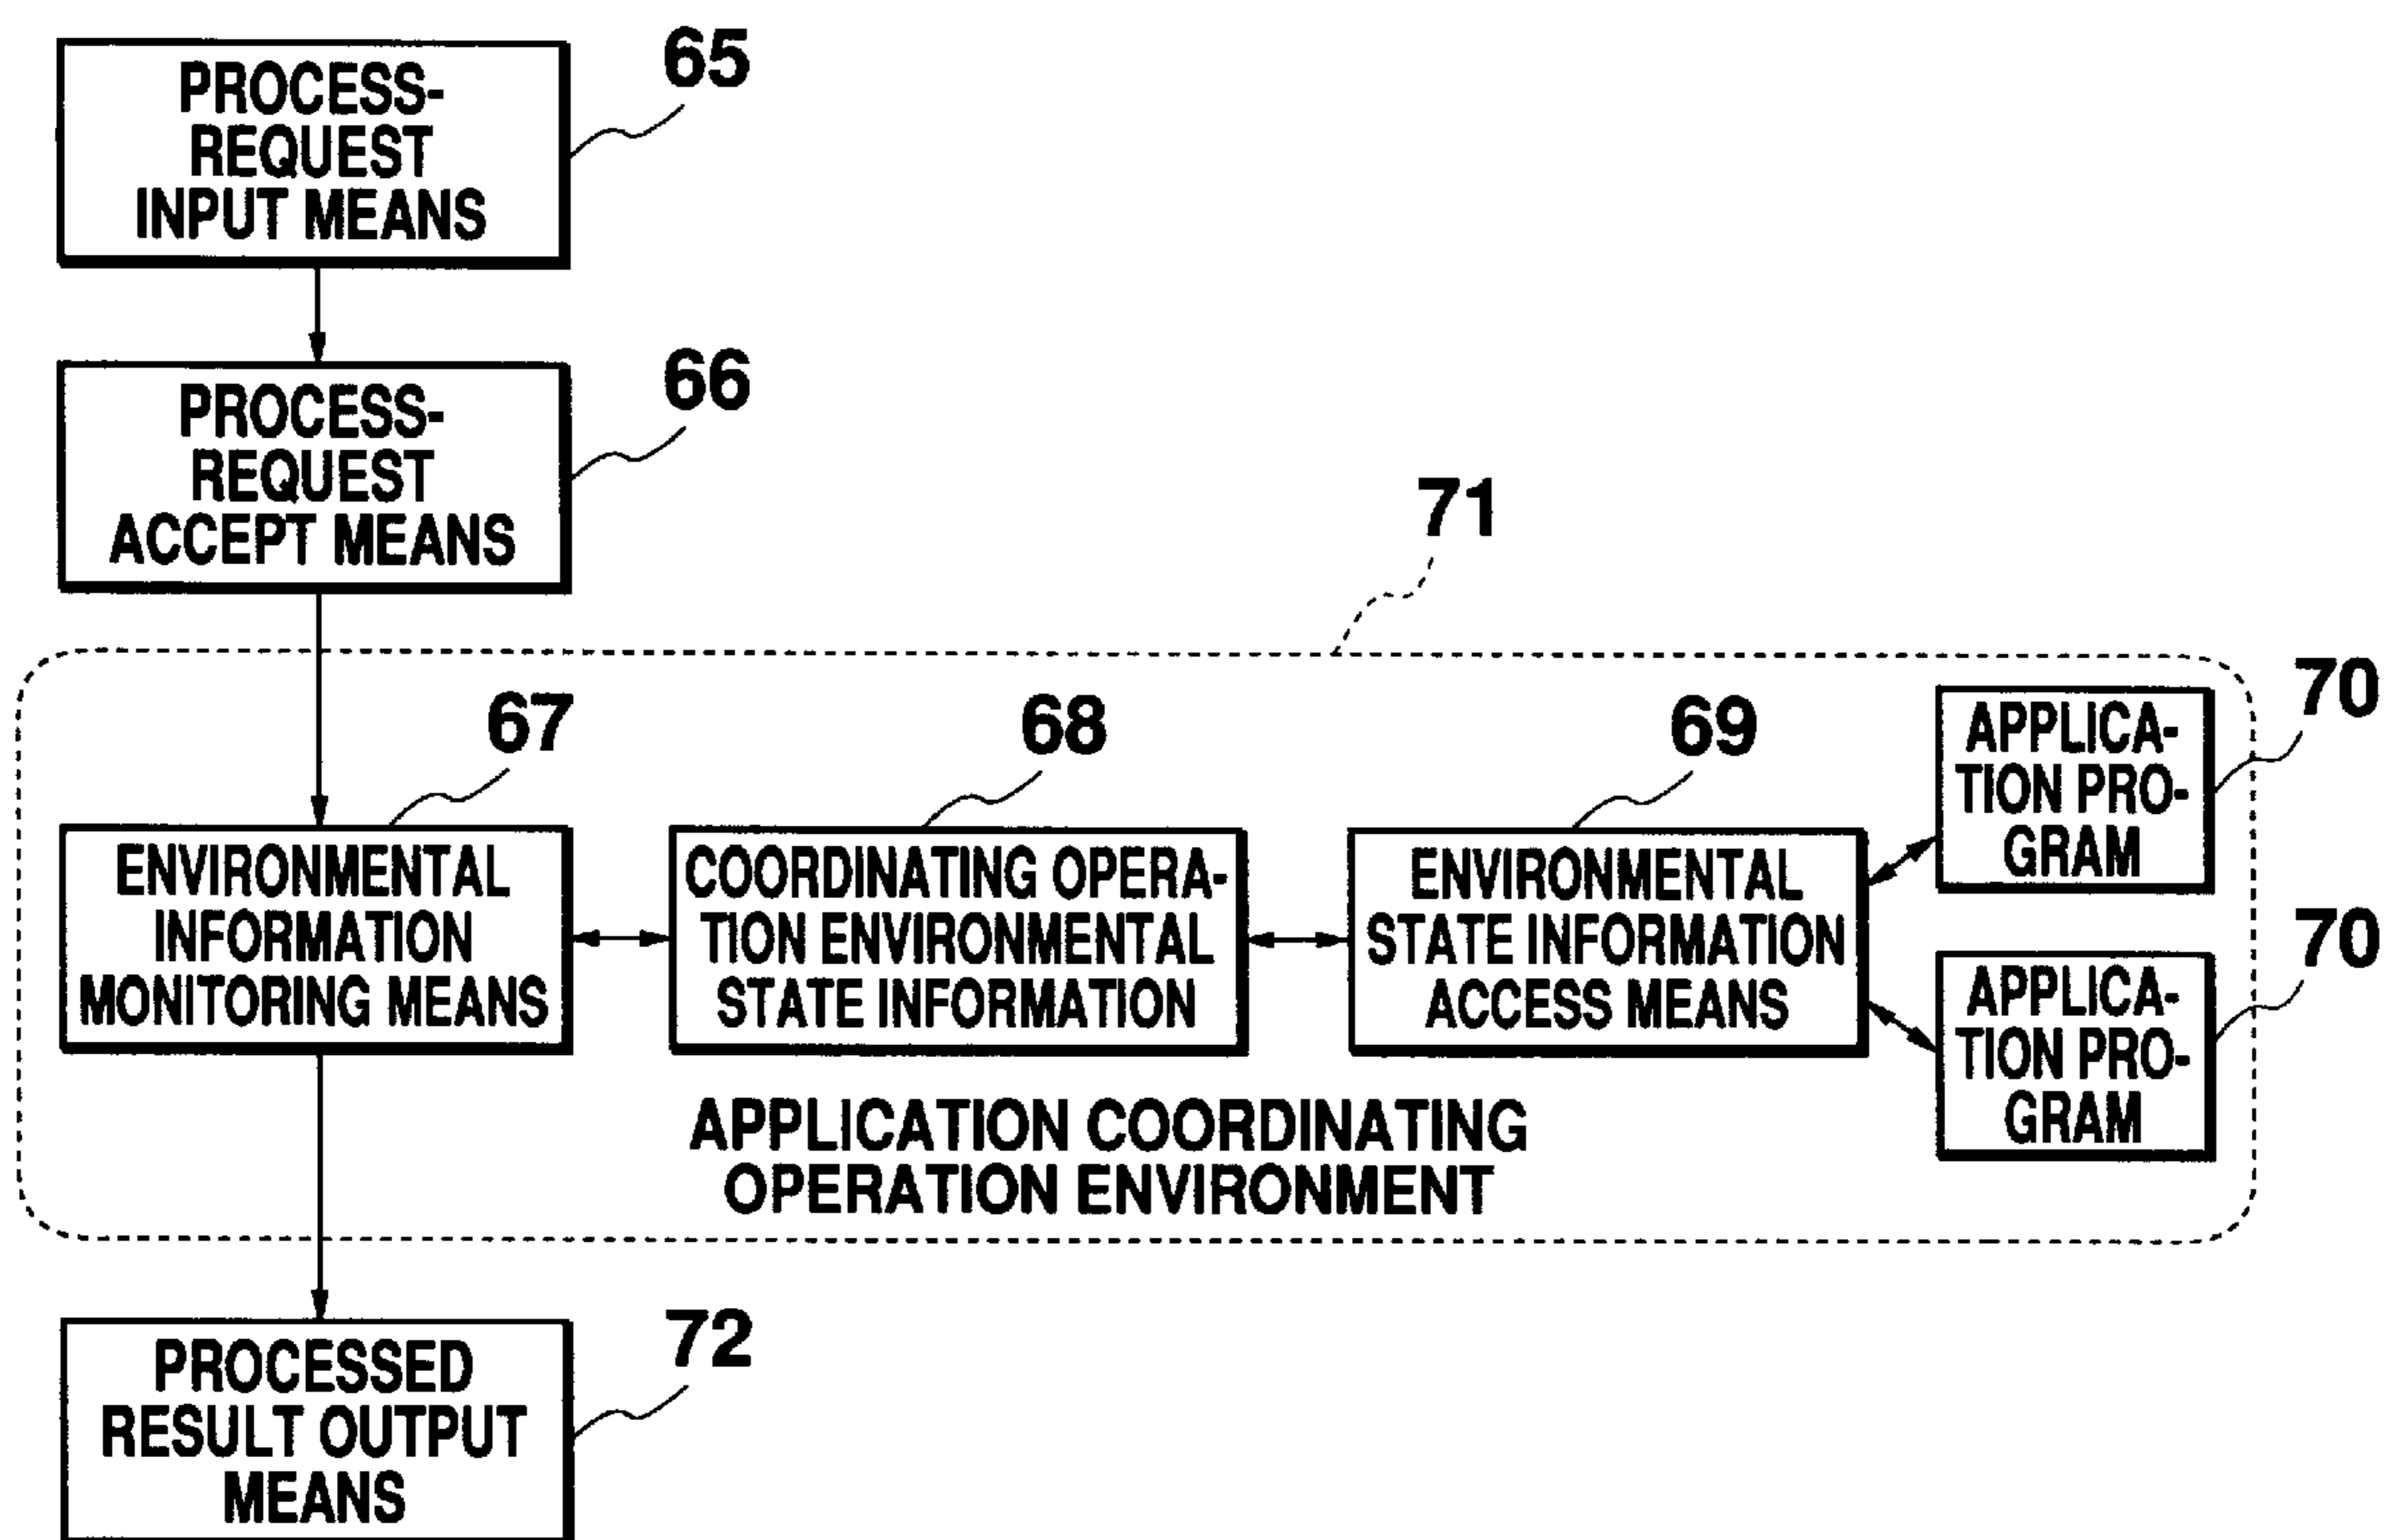 PROCESS-
REQUEST
INPUT MEANS
65
PROCESS-
REQUEST
ACCEPT MEANS
66
71
67
ENVIRONMENTAL
INFORMATION
MONITORING MEANS
68
COORDINATING OPERA-
TION ENVIRONMENTAL
STATE INFORMATION
69
ENVIRONMENTAL
STATE INFORMATION
ACCESS MEANS
70
APPLICA-
TION PRO-
GRAM
70
APPLICA-
TION PRO-
GRAM
APPLICATION COORDINATING
OPERATION ENVIRONMENT
72
PROCESSED
RESULT OUTPUT
MEANS